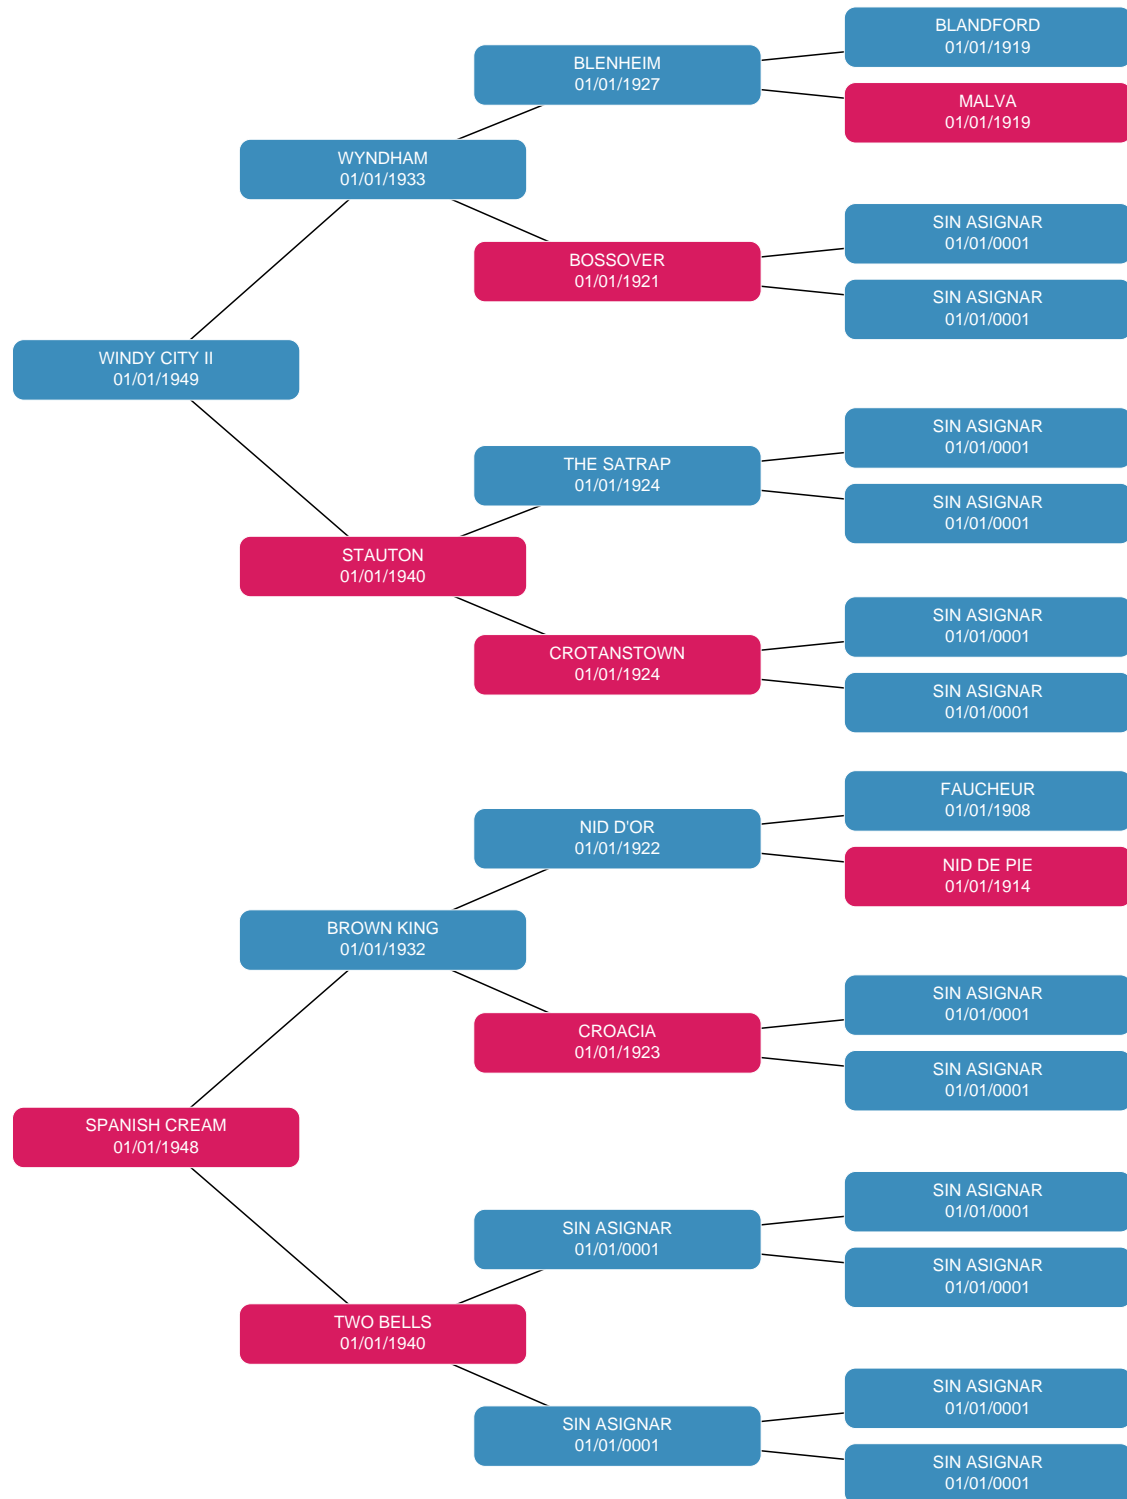 BLANDFORD
01/01/1919
BLENHEIM
01/01/1927
MALVA
01/01/1919
WYNDHAM
01/01/1933
SIN ASIGNAR
01/01/0001
BOSSOVER
01/01/1921
SIN ASIGNAR
01/01/0001
WINDY CITY II
01/01/1949
SIN ASIGNAR
01/01/0001
THE SATRAP
01/01/1924
SIN ASIGNAR
01/01/0001
STAUTON
01/01/1940
SIN ASIGNAR
01/01/0001
CROTANSTOWN
01/01/1924
SIN ASIGNAR
01/01/0001
FAUCHEUR
01/01/1908
NID D'OR
01/01/1922
NID DE PIE
01/01/1914
BROWN KING
01/01/1932
SIN ASIGNAR
01/01/0001
CROACIA
01/01/1923
SIN ASIGNAR
01/01/0001
SPANISH CREAM
01/01/1948
SIN ASIGNAR
01/01/0001
SIN ASIGNAR
01/01/0001
SIN ASIGNAR
01/01/0001
TWO BELLS
01/01/1940
SIN ASIGNAR
01/01/0001
SIN ASIGNAR
01/01/0001
SIN ASIGNAR
01/01/0001